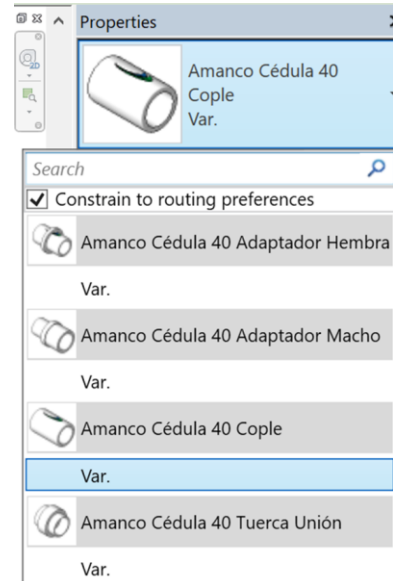 Properties
Amanco Cédula 40
Cople
Var.
Search
Constrain to routing preferences
Amanco Cédula 40 Adaptador Hembra
Var.
Amanco Cédula 40 Adaptador Macho
Var.
Amanco Cédula 40 Cople
Var.
Amanco Cédula 40 Tuerca Unión
Var.